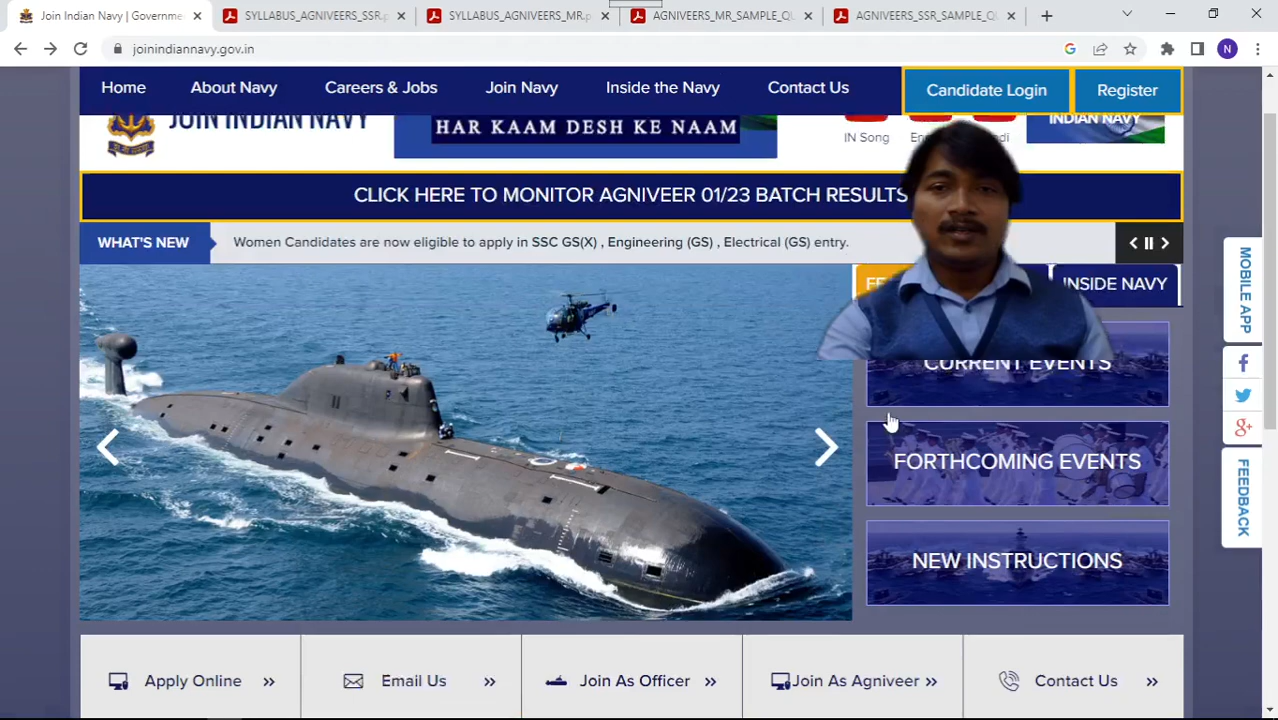 Join Indian Navy | Governme
SYLLABUS_AGNIVEERS_SSR.p
SYLLABUS_AGNIVEERS_MR.p
AGNIVEERS_MR_SAMPLE_QU
AGNIVEERS_SSR_SAMPLE_QU
joinindiannavy.gov.in
N
Home
About Navy
Careers & Jobs
Join Navy
Inside the Navy
Contact Us
Candidate Login
Register
JOIN INDIAN NAVY
HAR KAAM DESH KE NAAM
IN Song
INDIAN NAVY
CLICK HERE TO MONITOR AGNIVEER 01/23 BATCH RESULTS
WHAT'S NEW
Women Candidates are now eligible to apply in SSC GS(X) , Engineering (GS) , Electrical (GS) entry.
INSIDE NAVY
CURRENT EVENTS
FORTHCOMING EVENTS
NEW INSTRUCTIONS
MOBILE APP
FEEDBACK
Apply Online
Email Us
Join As Officer
Join As Agniveer
Contact Us